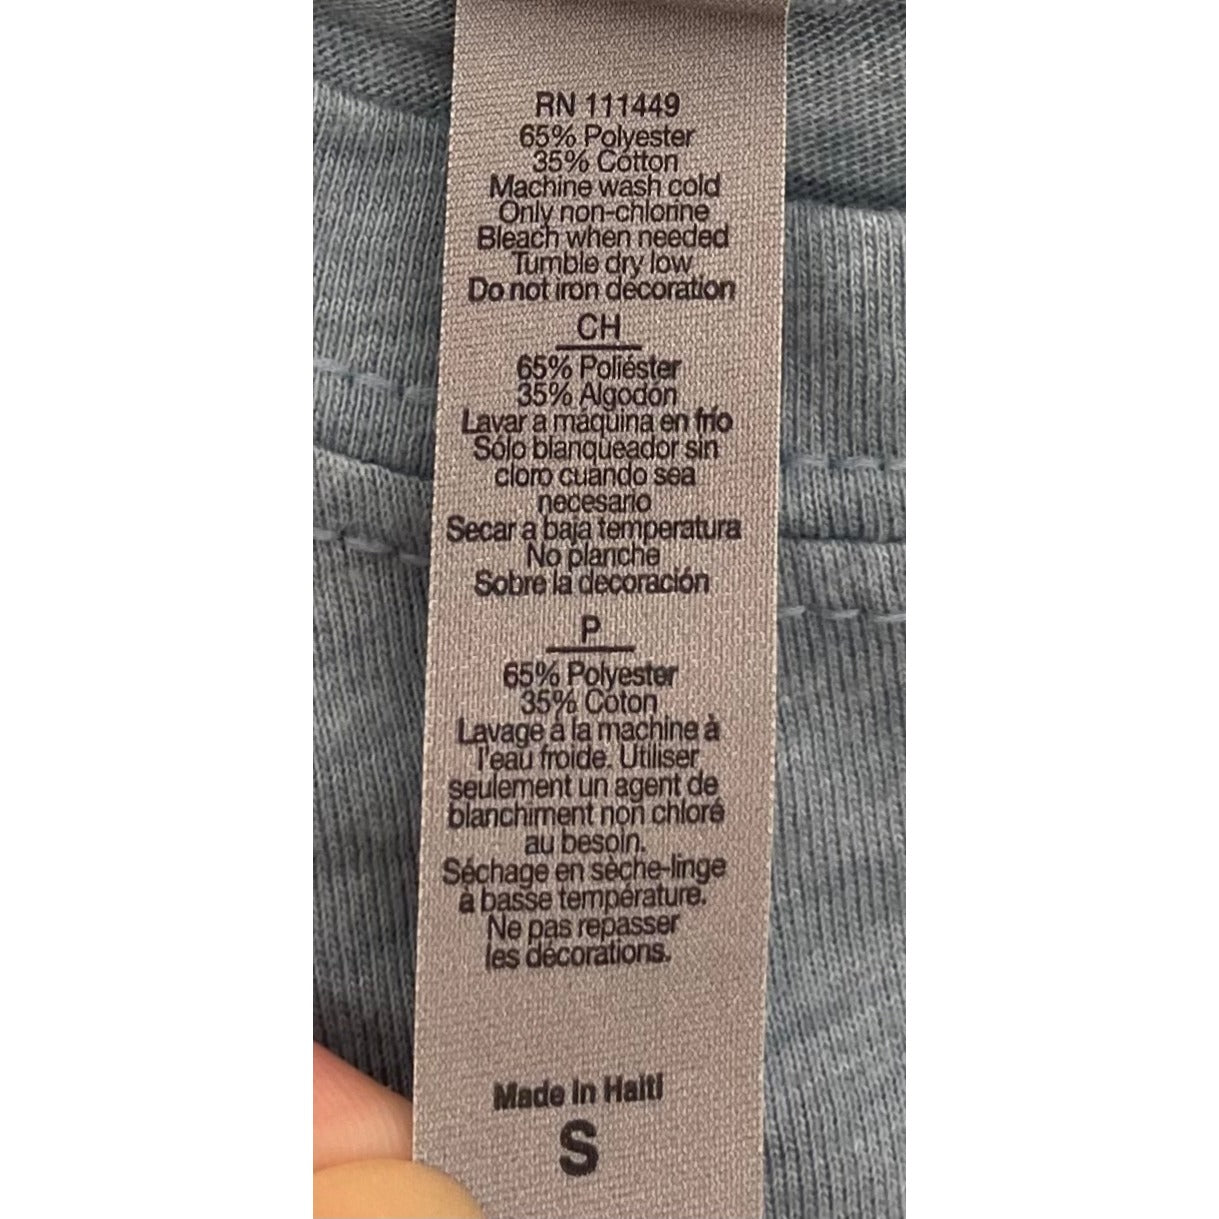 RN 111449
65% Polyester
35% Cotton
Machine wash cold
Only non-chlorine
Bleach when needed
Tumble dry low
Do not iron decoration
CH
65% Poliéster
35% Algodón
Lavar a máquina en frío
Sólo blanqueador sin
cloro cuando sea
necesario
Secar a baja temperatura
No planche
Sobre la decoración
P
65% Polyester
35% Coton
Lavage à la machine à
l'eau froide. Utiliser
seulement un agent de
blanchiment non chloré
au besoin.
Séchage en sèche-linge
à basse température.
Ne pas repasser
les décorations.
Made In Haiti
S